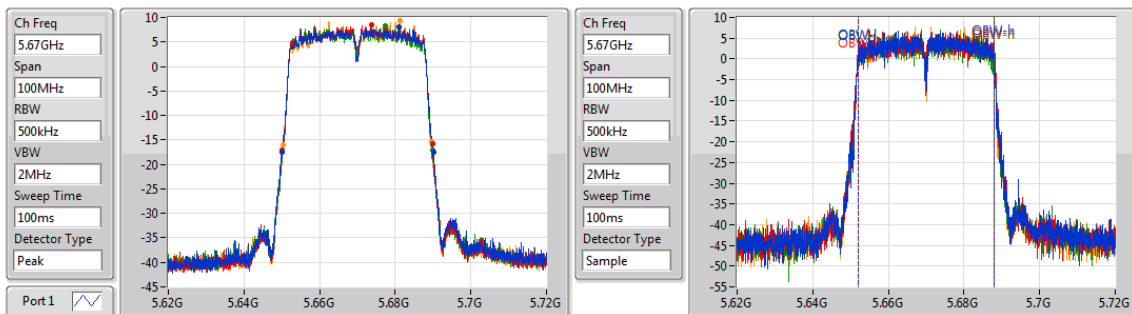 Ch Freq
5.67GHz
Span
100MHz
RBW
500kHz
VBW
2MHz
Sweep Time
100ms
Detector Type
Peak
Port 1
10
5
0
-5
-10
-15
-20
-25
-30
-35
-40
-45
5.62G 5.64G 5.66G 5.68G 5.7G 5.72G
Ch Freq
5.67GHz
Span
100MHz
RBW
500kHz
VBW
2MHz
Sweep Time
100ms
Detector Type
Sample
10
5
0
-5
-10
-15
-20
-25
-30
-35
-40
-45
-50
-55
OBW-h
5.62G 5.64G 5.66G 5.68G 5.7G 5.72G